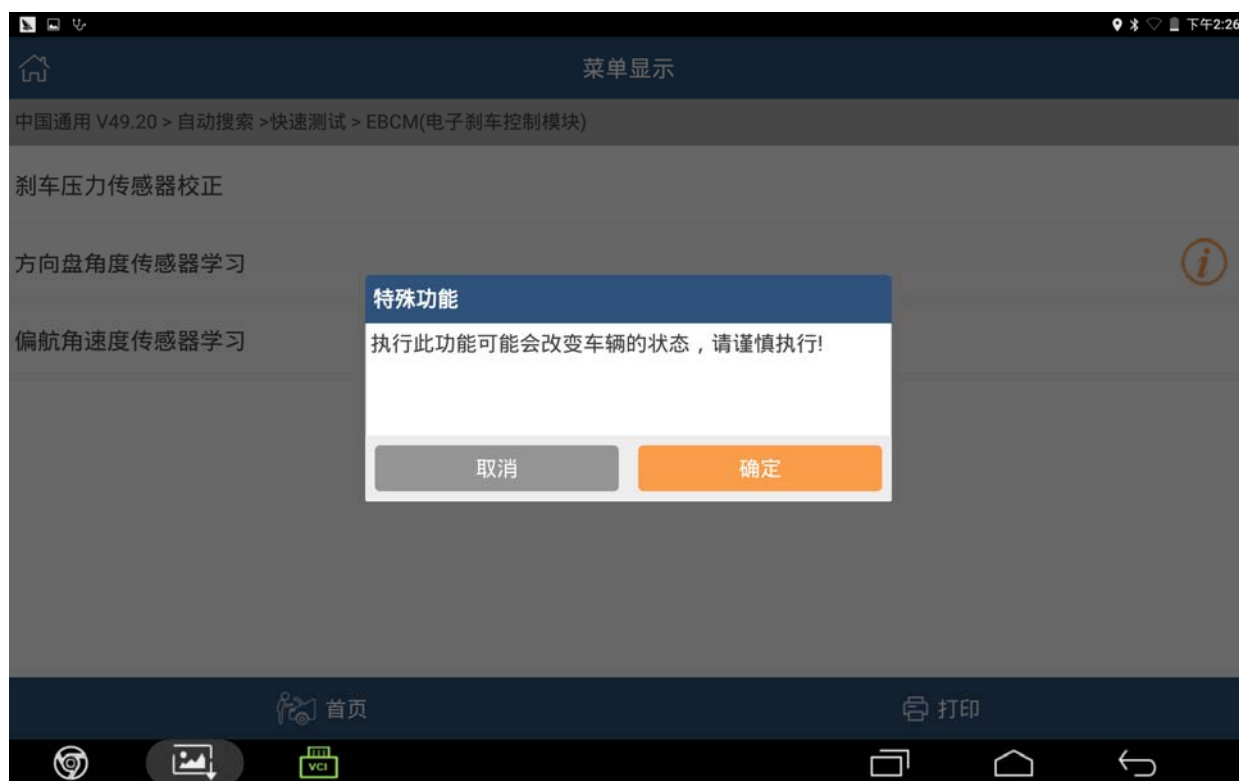 下午2:26
菜单显示
中国通用 V49.20 > 自动搜索 >快速测试 > EBCM(电子刹车控制模块)
刹车压力传感器校正
方向盘角度传感器学习
i
偏航角速度传感器学习
特殊功能
执行此功能可能会改变车辆的状态，请谨慎执行!
取消
确定
首页
打印
VCI